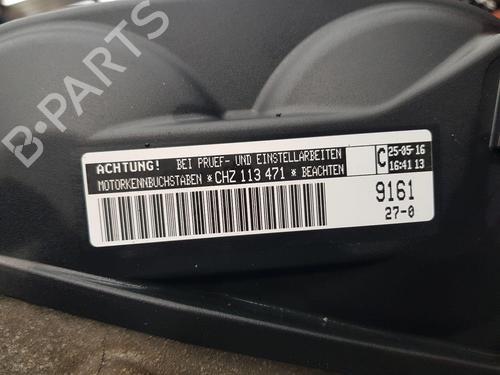 ACHTUNG! BEI PRUEF- UND EINSTELLARBEITEN
MOTORKENNBUCHSTABEN *CHZ 113 471 * BEACHTEN
C 25-05-16
16:41 13
9161
27-0
B-PARTS